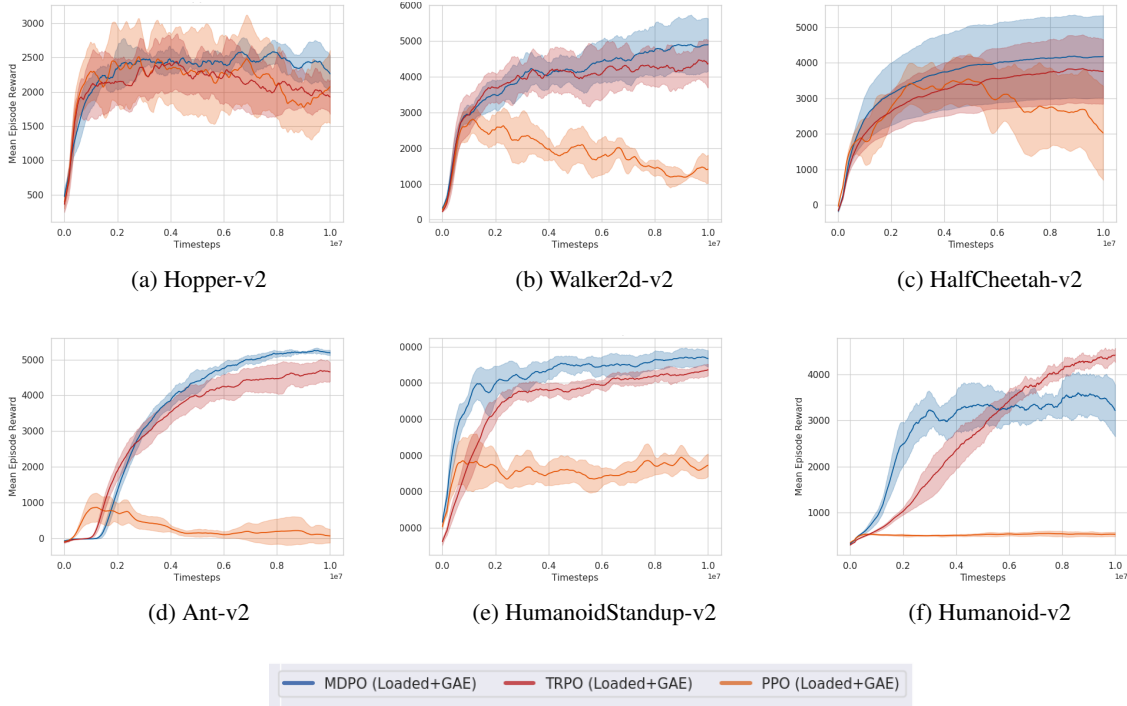 3000
2500
2000
1500
1000
500
Mean Episode Reward
0.0 0.2 0.4 0.6 0.8 1.0
Timesteps
1e7
(a) Hopper-v2
6000
5000
4000
3000
2000
1000
0
0.0 0.2 0.4 0.6 0.8 1.0
Timesteps
1e7
(b) Walker2d-v2
5000
4000
3000
2000
1000
0
0.0 0.2 0.4 0.6 0.8 1.0
Timesteps
1e7
(c) HalfCheetah-v2
5000
4000
3000
2000
1000
0
Mean Episode Reward
0.0 0.2 0.4 0.6 0.8 1.0
Timesteps
1e7
(d) Ant-v2
0000
0000
0000
0000
0000
0000
0.0 0.2 0.4 0.6 0.8 1.0
Timesteps
1e7
(e) HumanoidStandup-v2
4000
3000
2000
1000
Mean Episode Reward
0.0 0.2 0.4 0.6 0.8 1.0
Timesteps
1e7
(f) Humanoid-v2
MDPO (Loaded+GAE) TRPO (Loaded+GAE) PPO (Loaded+GAE)